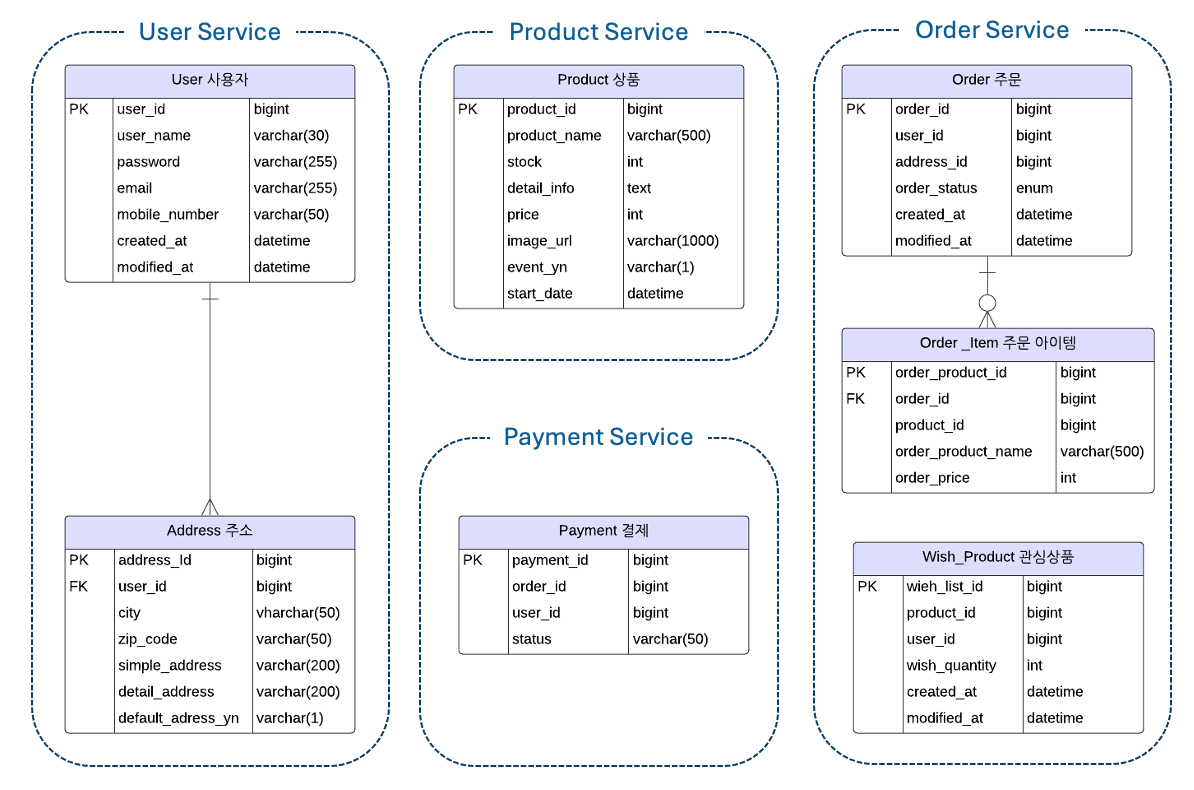 User Service
User 사용자
PK user_id bigint
user_name varchar(30)
password varchar(255)
email varchar(255)
mobile_number varchar(50)
created_at datetime
modified_at datetime
Address 주소
PK address_Id bigint
FK user_id bigint
city vharchar(50)
zip_code varchar(50)
simple_address varchar(200)
detail_address varchar(200)
default_adress_yn varchar(1)
Product Service
Product 상품
PK product_id bigint
product_name varchar(500)
stock int
detail_info text
price int
image_url varchar(1000)
event_yn varchar(1)
start_date datetime
Payment Service
Payment 결제
PK payment_id bigint
order_id bigint
user_id bigint
status varchar(50)
Order Service
Order 주문
PK order_id bigint
user_id bigint
address_id bigint
order_status enum
created_at datetime
modified_at datetime
Order _Item 주문 아이템
PK order_product_id bigint
FK order_id bigint
product_id bigint
order_product_name varchar(500)
order_price int
Wish_Product 관심상품
PK wieh_list_id bigint
product_id bigint
user_id bigint
wish_quantity int
created_at datetime
modified_at datetime